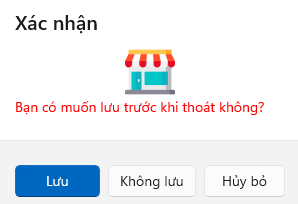 Xác nhận
Bạn có muốn lưu trước khi thoát không?
Lưu
Không lưu
Hủy bỏ